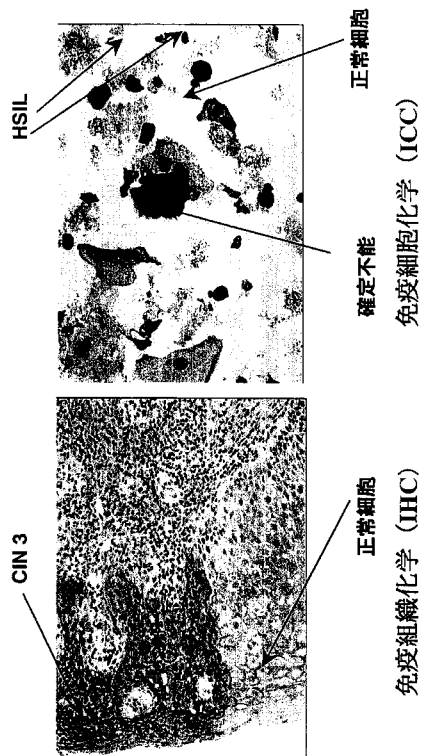 CIN 3
正常細胞
免疫組織化学 (IHC)
HSIL
確定不能
正常細胞
免疫細胞化学 (ICC)